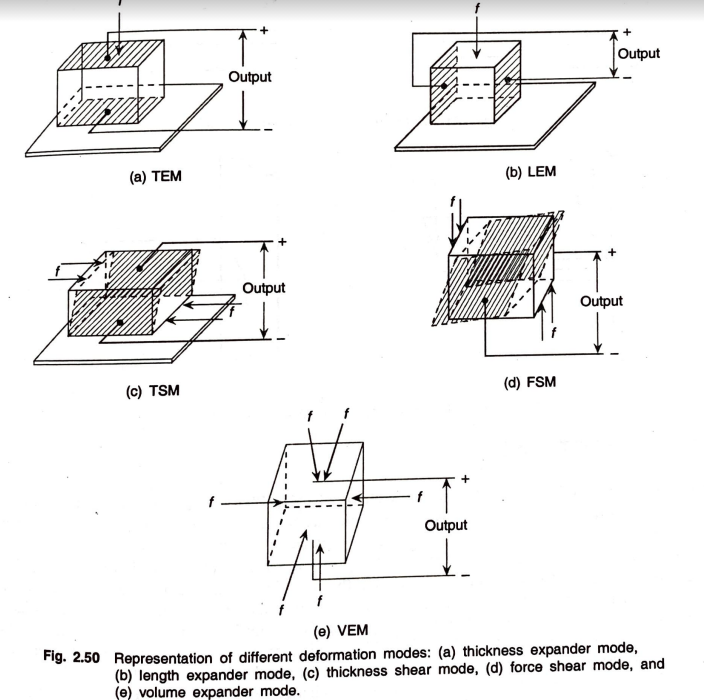 f
+
Output
−
(a) TEM
f
+
Output
−
(b) LEM
f
+
Output
f
−
(c) TSM
f
+
Output
f
−
(d) FSM
f f
+
f f
Output
−
f f
(e) VEM
Fig. 2.50 Representation of different deformation modes: (a) thickness expander mode,
(b) length expander mode, (c) thickness shear mode, (d) force shear mode, and
(e) volume expander mode.